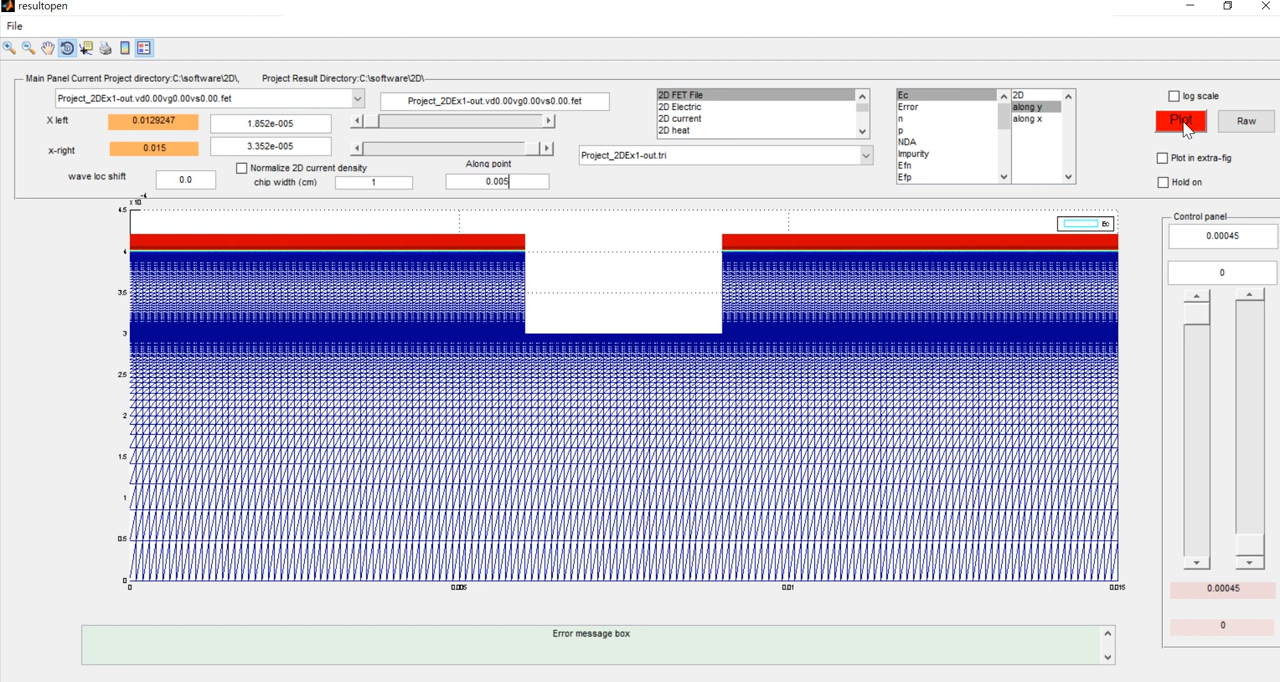 resultopen
File
Main Panel Current Project directory:C:\software\2D\, Project Result Directory:C:\software\2D\
Project_2DEx1-out.vd0.00vg0.00vs0.00.fet
Project_2DEx1-out.vd0.00vg0.00vs0.00.fet
X left
0.0129247
1.852e-005
x-right
0.015
3.352e-005
wave loc shift
0.0
Normalize 2D current density
chip width (cm)
1
Along point
0.005
2D FET File
2D Electric
2D current
2D heat
Project_2DEx1-out.tri
Ec
Error
n
p
NDA
Impurity
Efn
Efp
2D
along y
along x
log scale
Plot
Raw
Plot in extra-fig
Hold on
x 10 -4
4.5
4
3.5
3
2.5
2
1.5
1
0.5
0
0
0.005
0.01
0.015
Ec
Control panel
0.00045
0
0.00045
0
Error message box